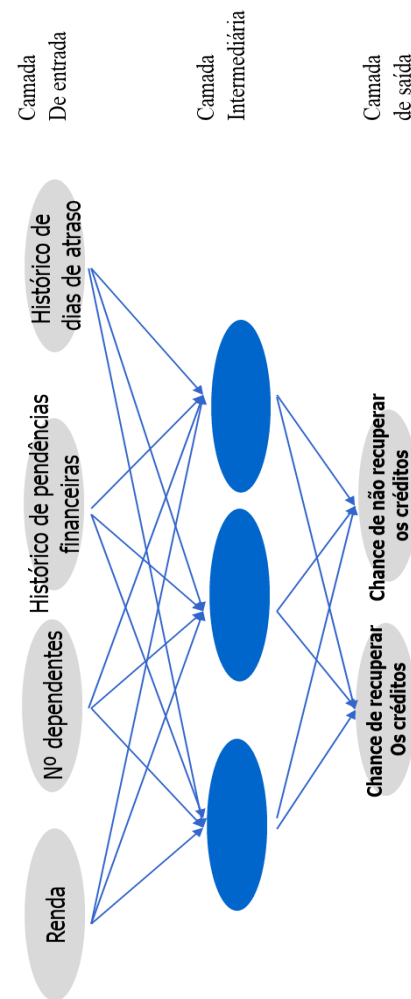 Camada
De entrada
Camada
Intermediária
Camada
de saída
Renda
Nº dependentes
Histórico de pendências
financeiras
Histórico de
dias de atraso
Chance de recuperar
Os créditos
Chance de não recuperar
os créditos